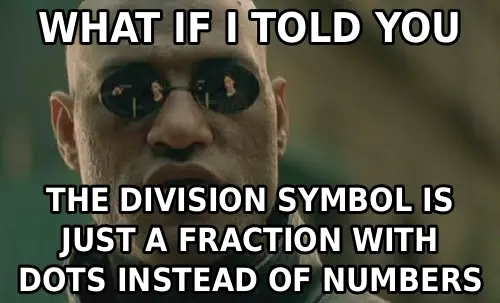 WHAT IF I TOLD YOU
THE DIVISION SYMBOL IS
JUST A FRACTION WITH
DOTS INSTEAD OF NUMBERS